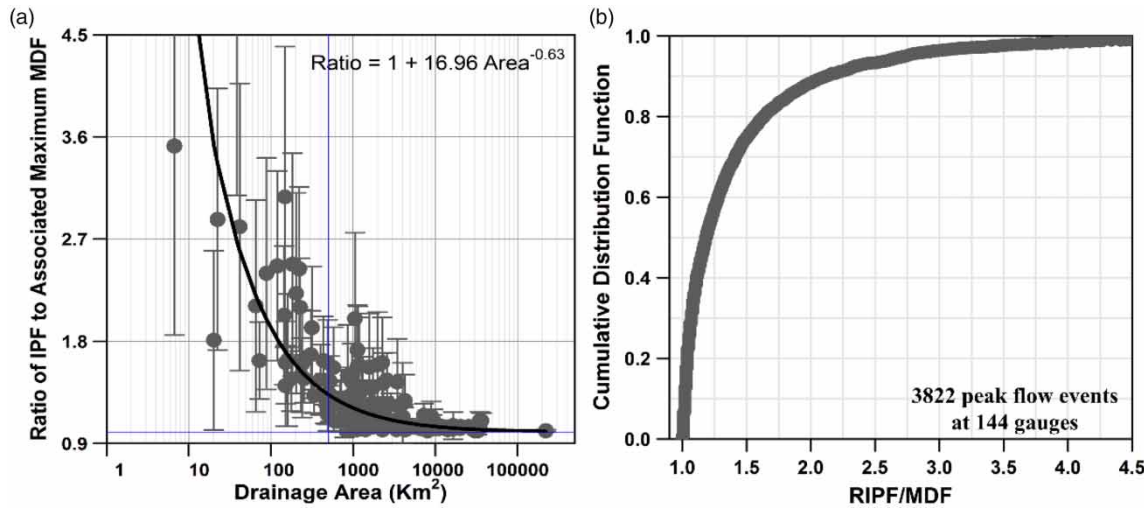 (a)
Ratio of IPF to Associated Maximum MDF
4.5
3.6
2.7
1.8
0.9
Ratio = 1 + 16.96 Area^-0.63
1 10 100 1000 10000 100000
Drainage Area (Km²)
(b)
Cumulative Distribution Function
1.0
0.8
0.6
0.4
0.2
0.0
3822 peak flow events
at 144 gauges
1.0 1.5 2.0 2.5 3.0 3.5 4.0 4.5
RIPF/MDF